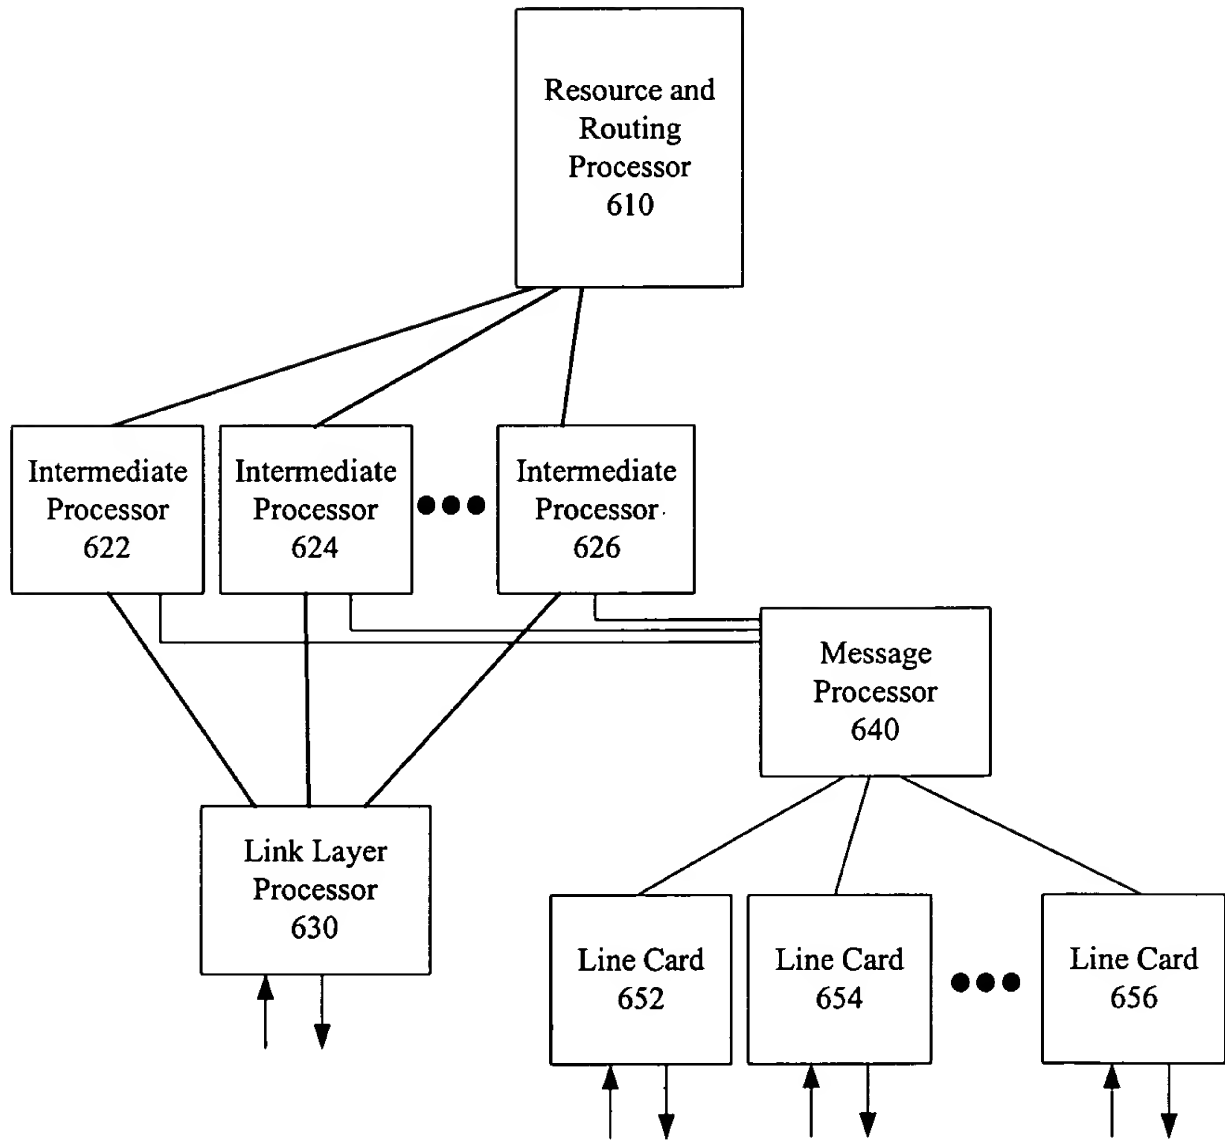 Resource and
Routing
Processor
610
Intermediate
Processor
622
Intermediate
Processor
624
Intermediate
Processor
626
Message
Processor
640
Link Layer
Processor
630
Line Card
652
Line Card
654
Line Card
656